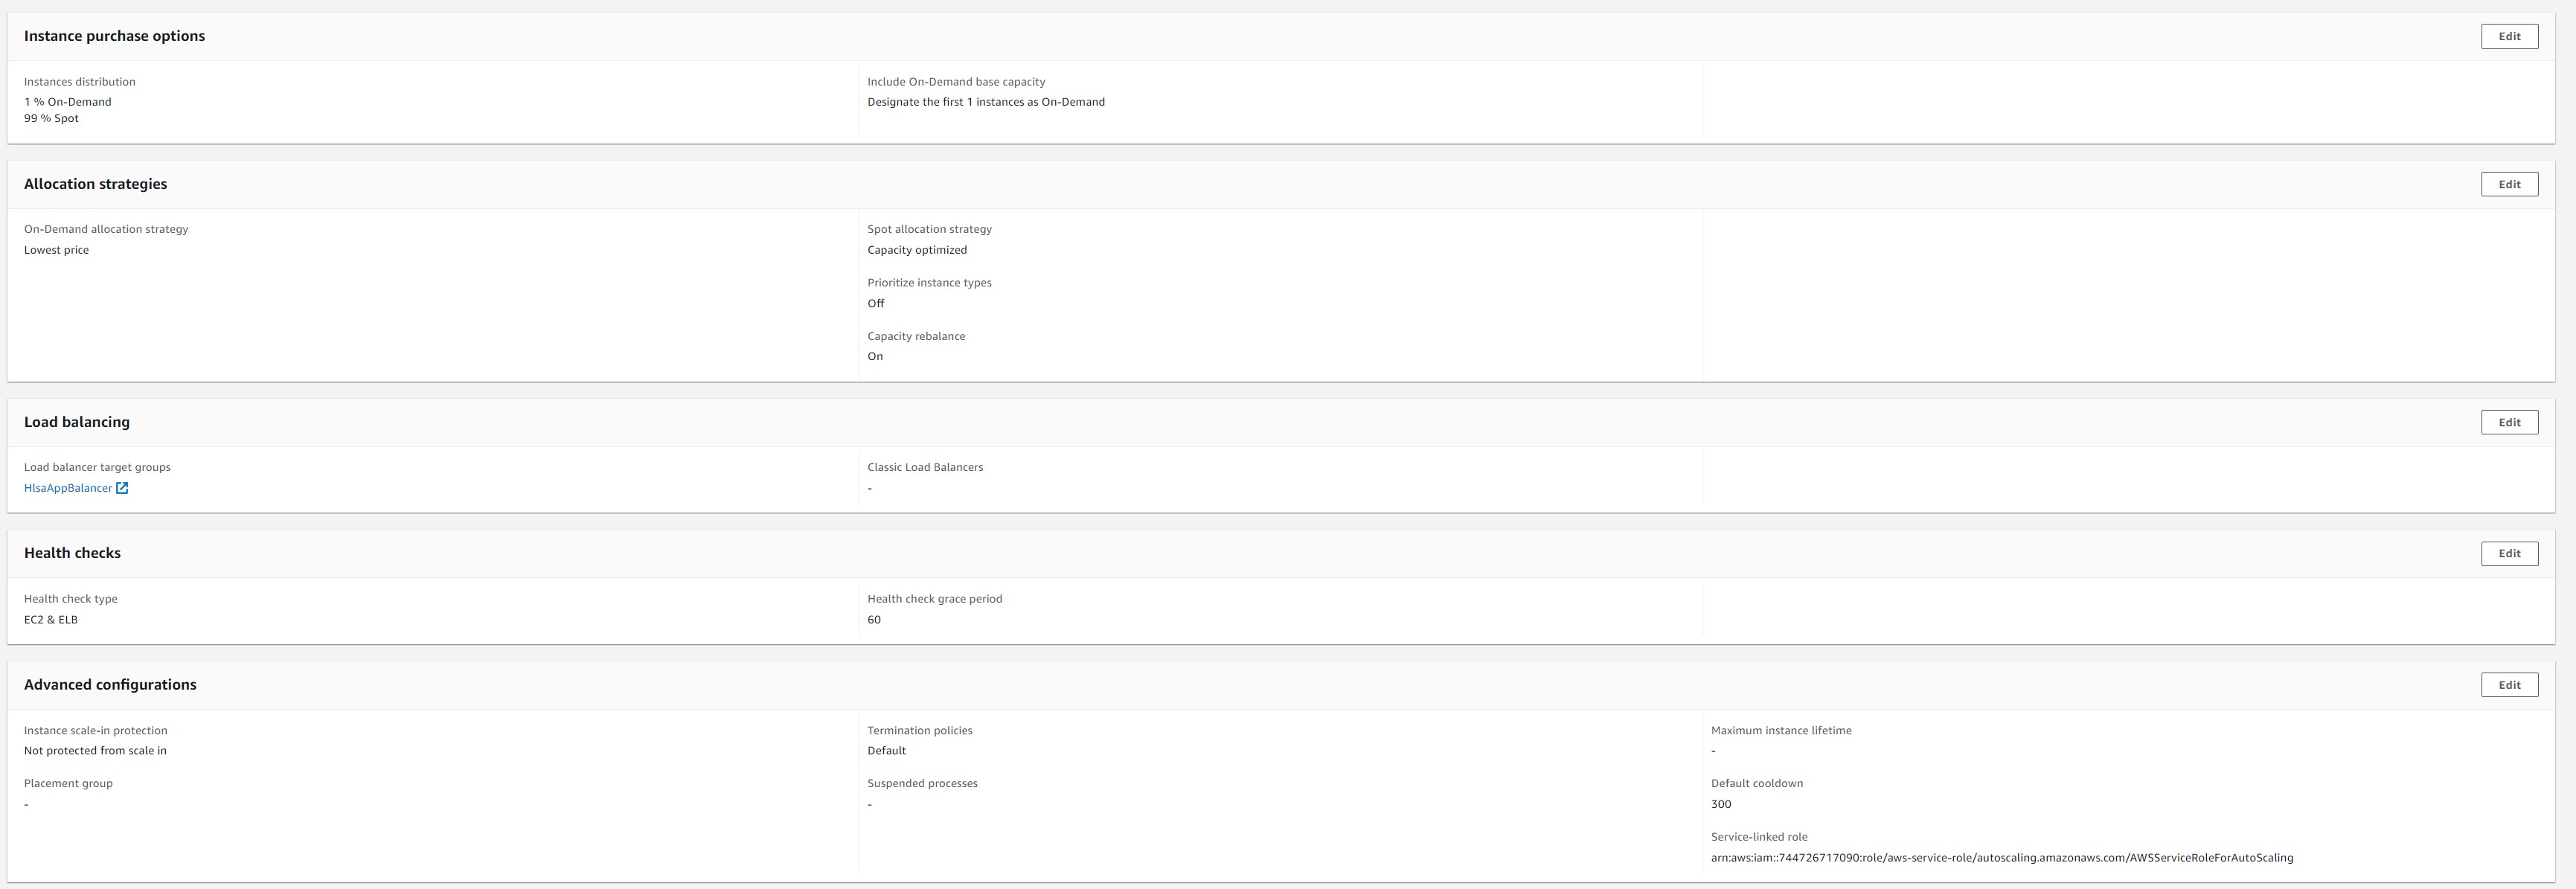 Instance purchase options
Edit
Instances distribution
1 % On-Demand
99 % Spot
Include On-Demand base capacity
Designate the first 1 instances as On-Demand
Allocation strategies
Edit
On-Demand allocation strategy
Lowest price
Spot allocation strategy
Capacity optimized
Prioritize instance types
Off
Capacity rebalance
On
Load balancing
Edit
Load balancer target groups
HlsaAppBalancer
Classic Load Balancers
-
Health checks
Edit
Health check type
EC2 & ELB
Health check grace period
60
Advanced configurations
Edit
Instance scale-in protection
Not protected from scale in
Placement group
-
Termination policies
Default
Suspended processes
-
Maximum instance lifetime
-
Default cooldown
300
Service-linked role
arn:aws:iam::744726717090:role/aws-service-role/autoscaling.amazonaws.com/AWSServiceRoleForAutoScaling